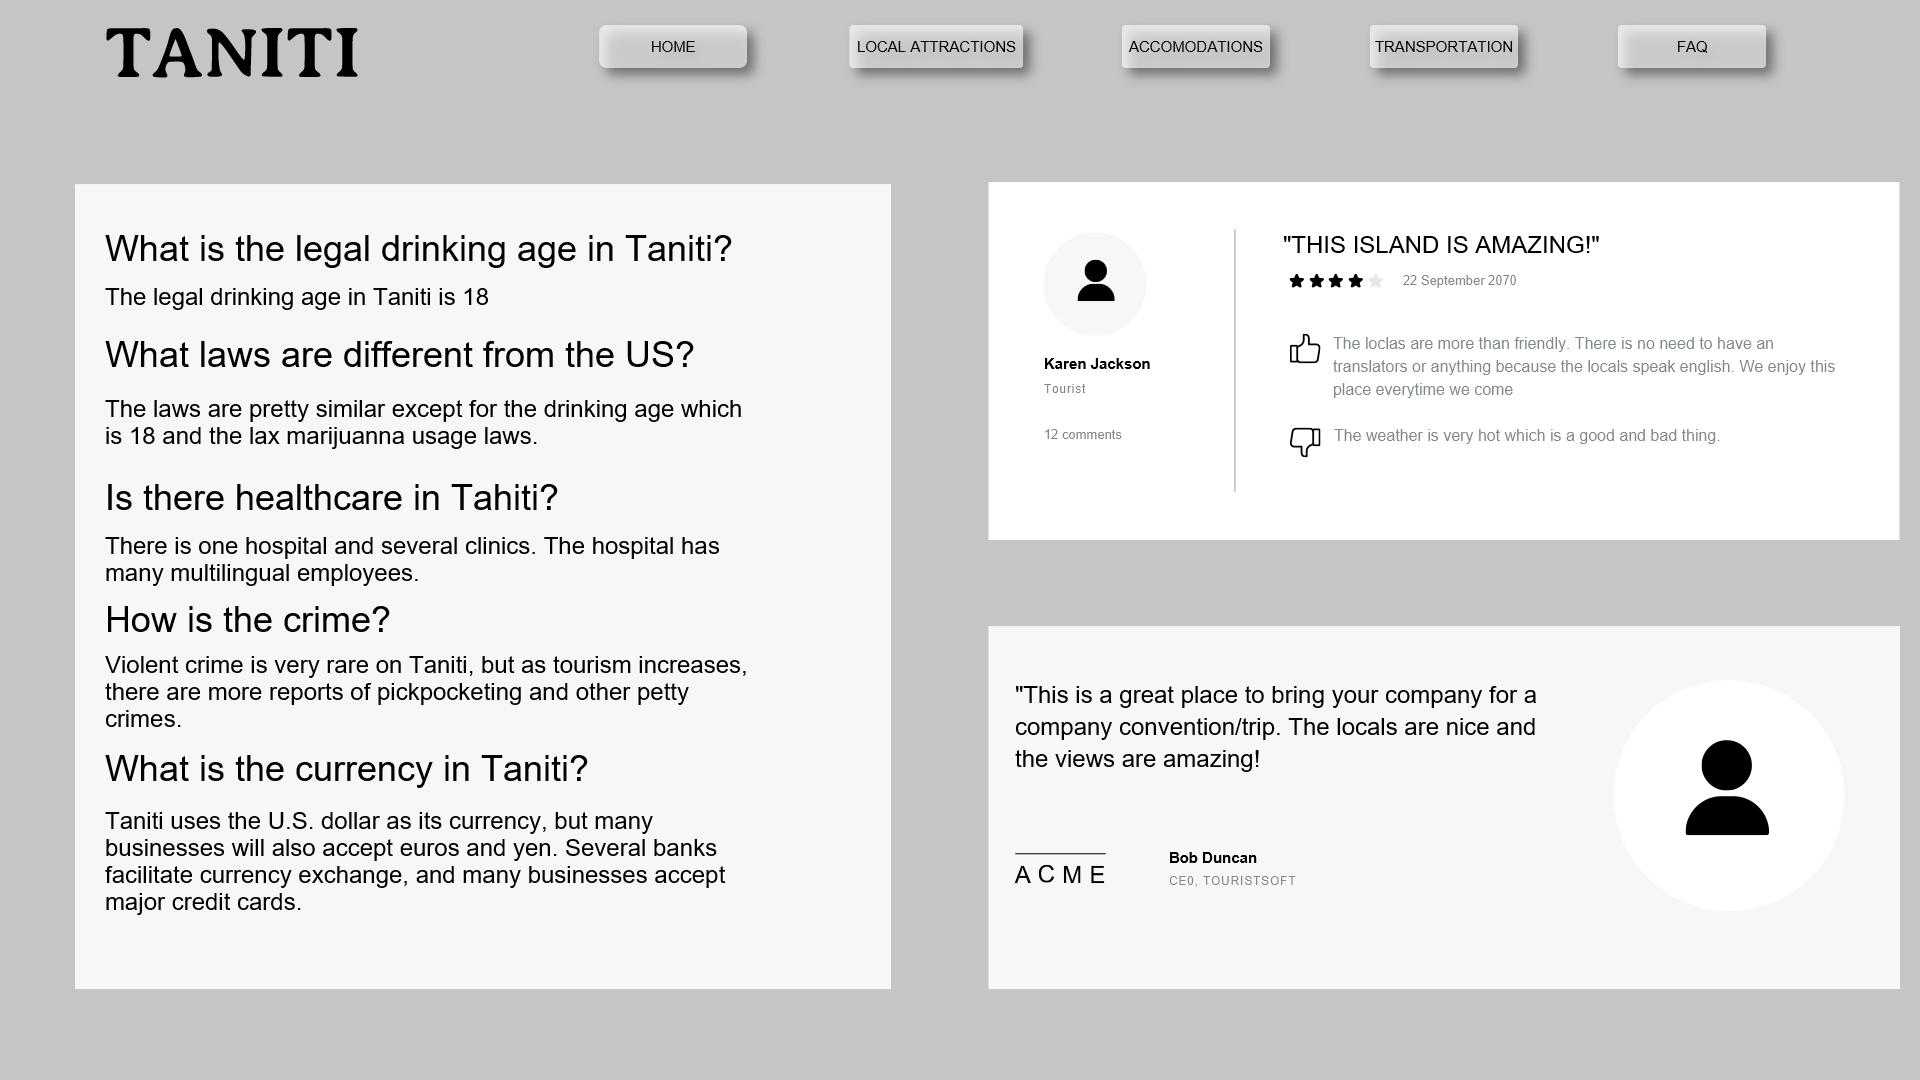 TANITI
HOME
LOCAL ATTRACTIONS
ACCOMODATIONS
TRANSPORTATION
FAQ
What is the legal drinking age in Taniti?
The legal drinking age in Taniti is 18
What laws are different from the US?
The laws are pretty similar except for the drinking age which
is 18 and the lax marijuanna usage laws.
Is there healthcare in Tahiti?
There is one hospital and several clinics. The hospital has
many multilingual employees.
How is the crime?
Violent crime is very rare on Taniti, but as tourism increases,
there are more reports of pickpocketing and other petty
crimes.
What is the currency in Taniti?
Taniti uses the U.S. dollar as its currency, but many
businesses will also accept euros and yen. Several banks
facilitate currency exchange, and many businesses accept
major credit cards.
Karen Jackson
Tourist
12 comments
"THIS ISLAND IS AMAZING!"
22 September 2070
The loclas are more than friendly. There is no need to have an
translators or anything because the locals speak english. We enjoy this
place everytime we come
The weather is very hot which is a good and bad thing.
"This is a great place to bring your company for a
company convention/trip. The locals are nice and
the views are amazing!
ACME
Bob Duncan
CE0, TOURISTSOFT